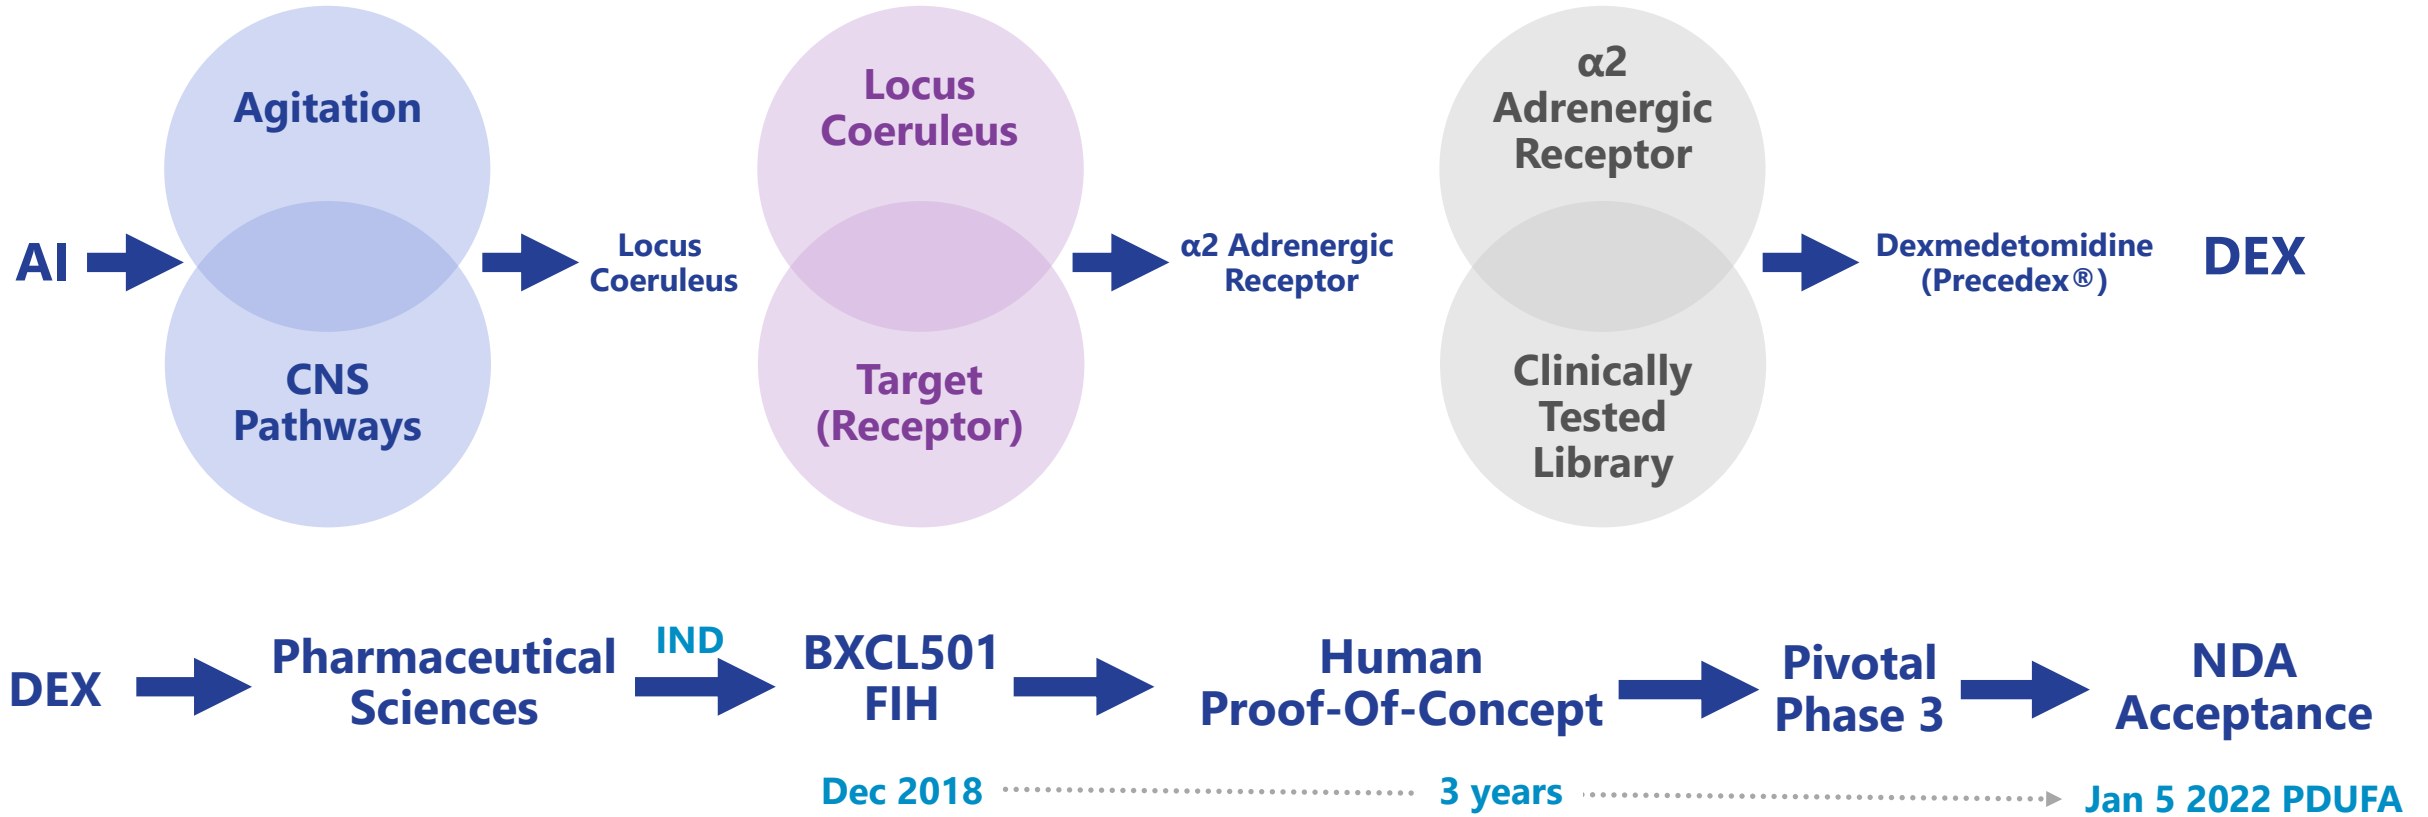 AI
Agitation
CNS
Pathways
Locus
Coeruleus
Locus
Coeruleus
Target
(Receptor)
α2 Adrenergic
Receptor
α2
Adrenergic
Receptor
Clinically
Tested
Library
Dexmedetomidine
(Precedex®)
DEX
DEX
Pharmaceutical
Sciences
IND
BXCL501
FIH
Human
Proof-Of-Concept
Pivotal
Phase 3
NDA
Acceptance
Dec 2018
3 years
Jan 5 2022 PDUFA